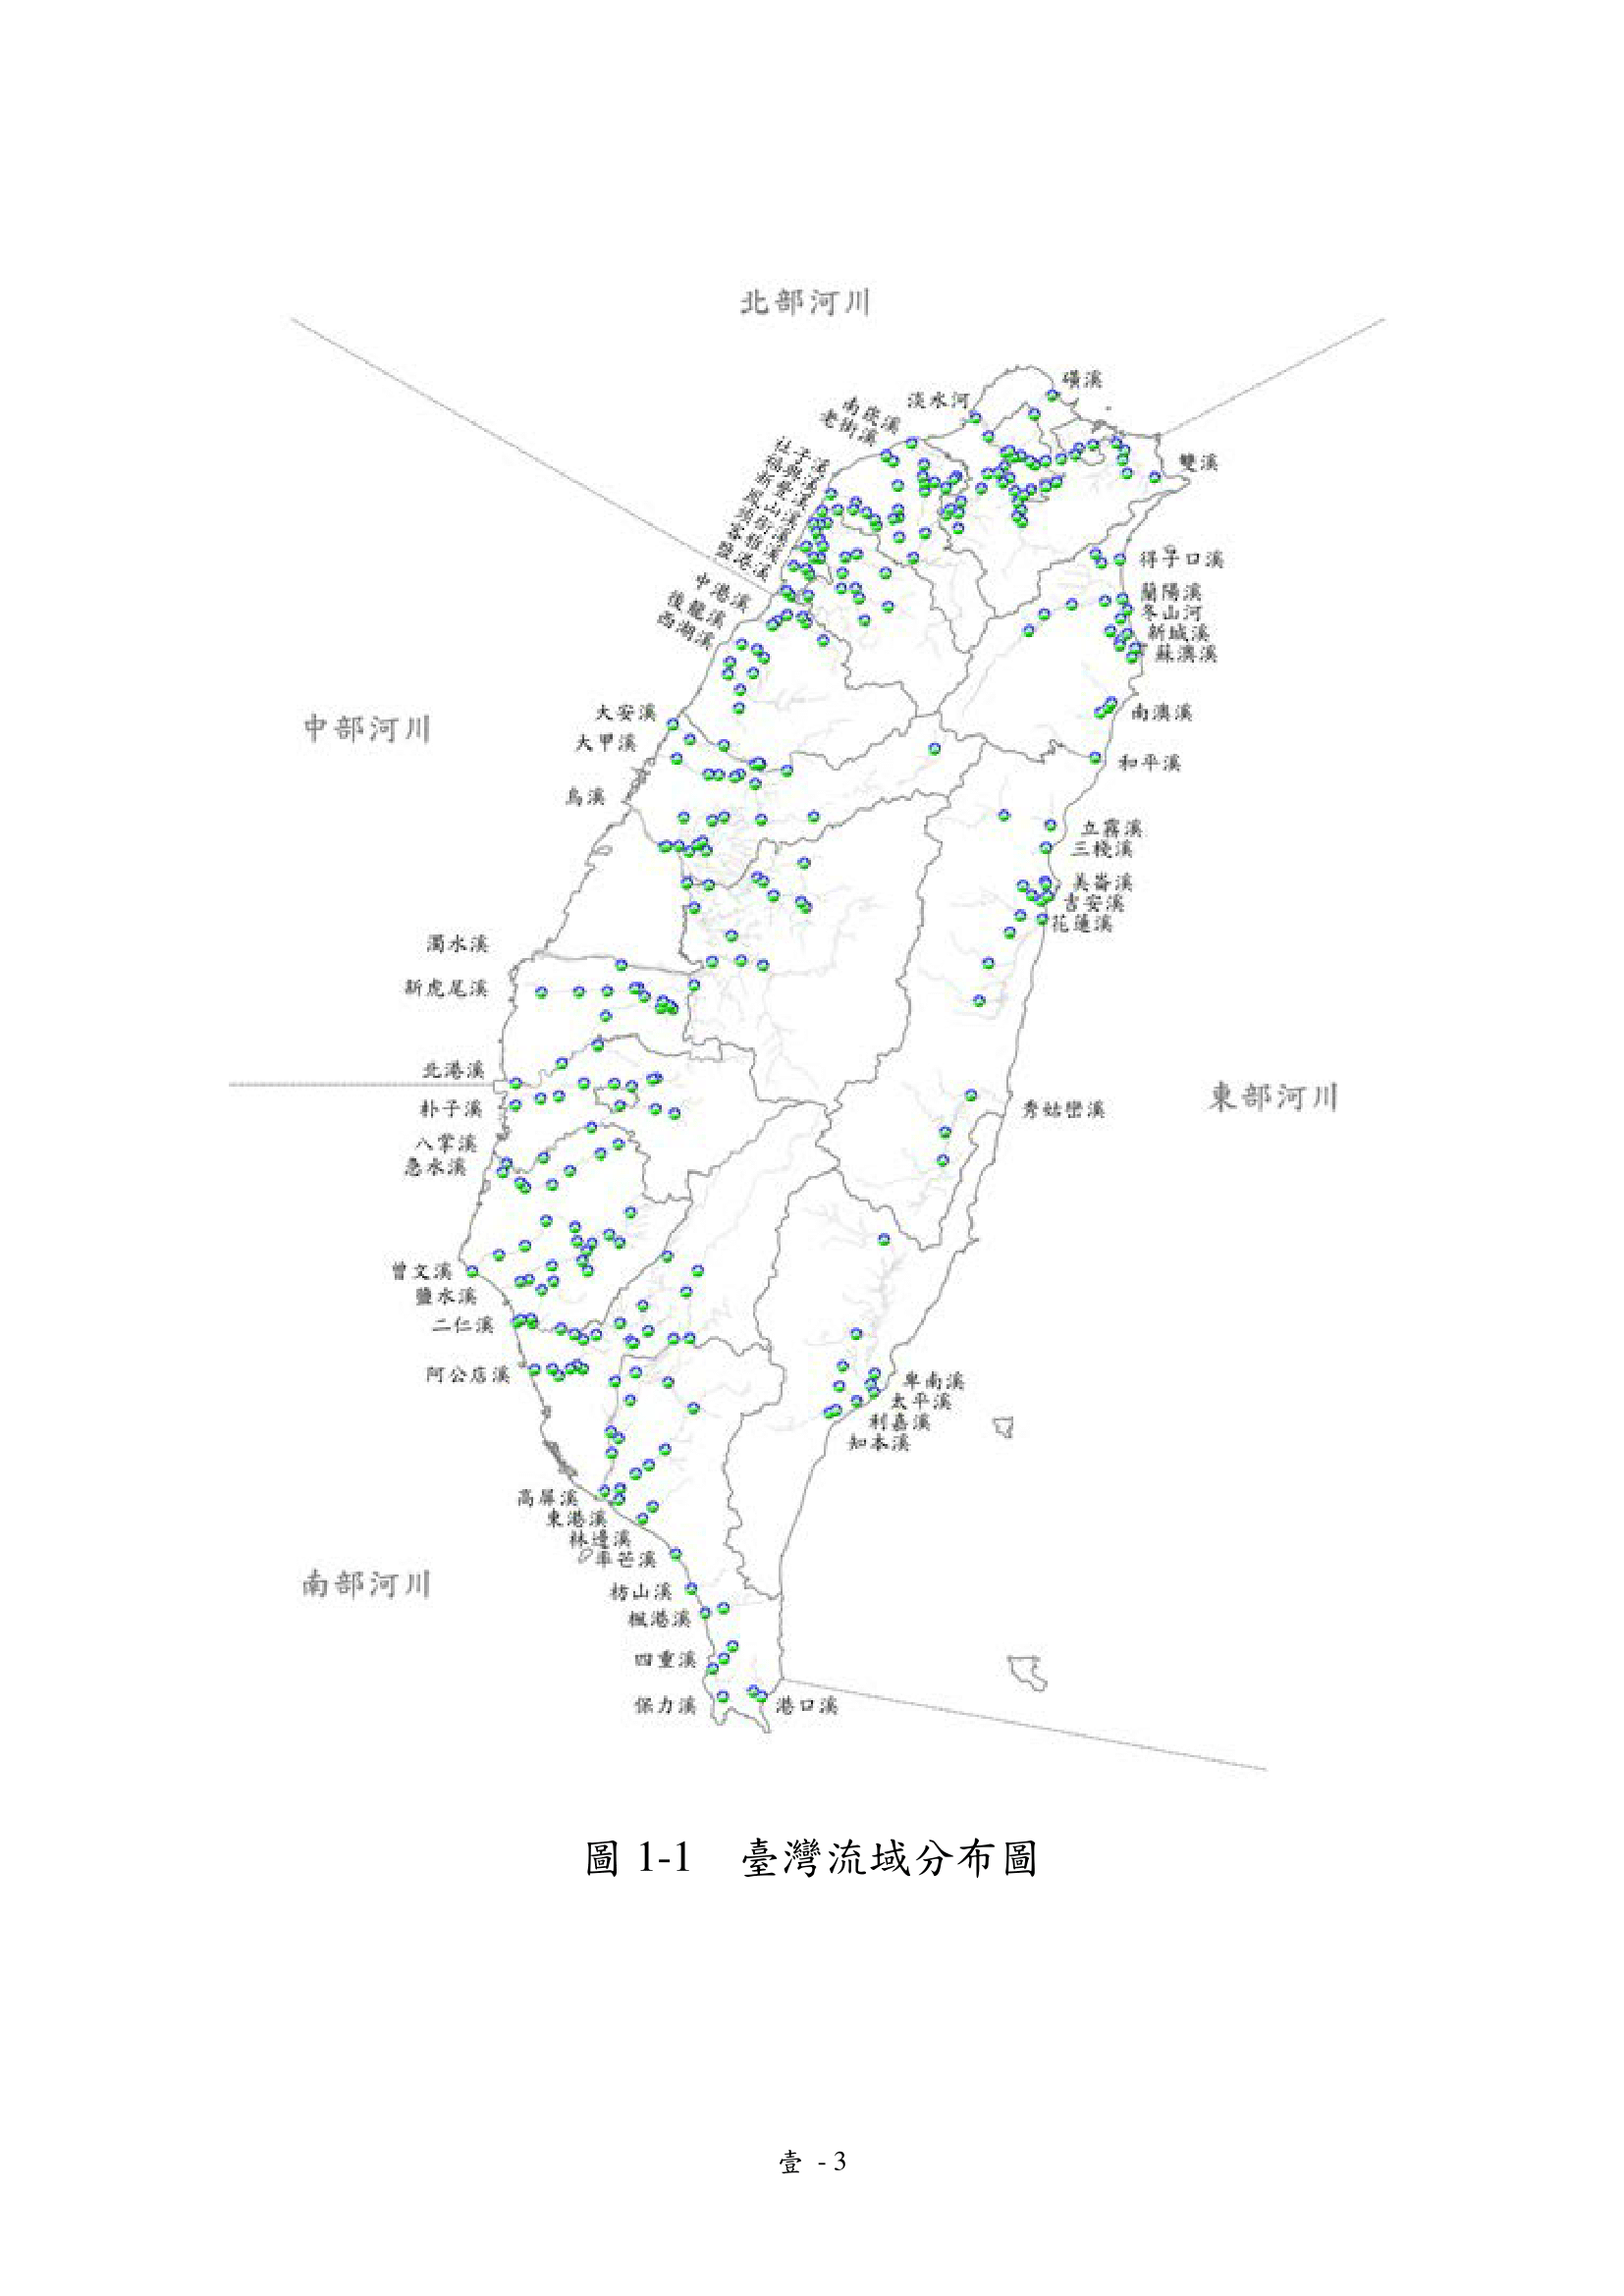 北部河川
磺溪
淡水河
南崁溪
老街溪
雙溪
社子溪
福興溪
新豐溪
鳳山溪
頭前溪
客雅溪
鹽港溪
得子口溪
中港溪
後龍溪
西湖溪
蘭陽溪
冬山河
新城溪
蘇澳溪
大安溪
南澳溪
中部河川
大甲溪
和平溪
烏溪
立霧溪
三棧溪
美崙溪
吉安溪
花蓮溪
濁水溪
新虎尾溪
北港溪
東部河川
朴子溪
秀姑巒溪
八掌溪
急水溪
曾文溪
鹽水溪
二仁溪
阿公店溪
卑南溪
太平溪
利嘉溪
知本溪
高屏溪
東港溪
林邊溪
率芒溪
南部河川
枋山溪
楓港溪
四重溪
保力溪
港口溪
圖 1-1 臺灣流域分布圖
壹 - 3